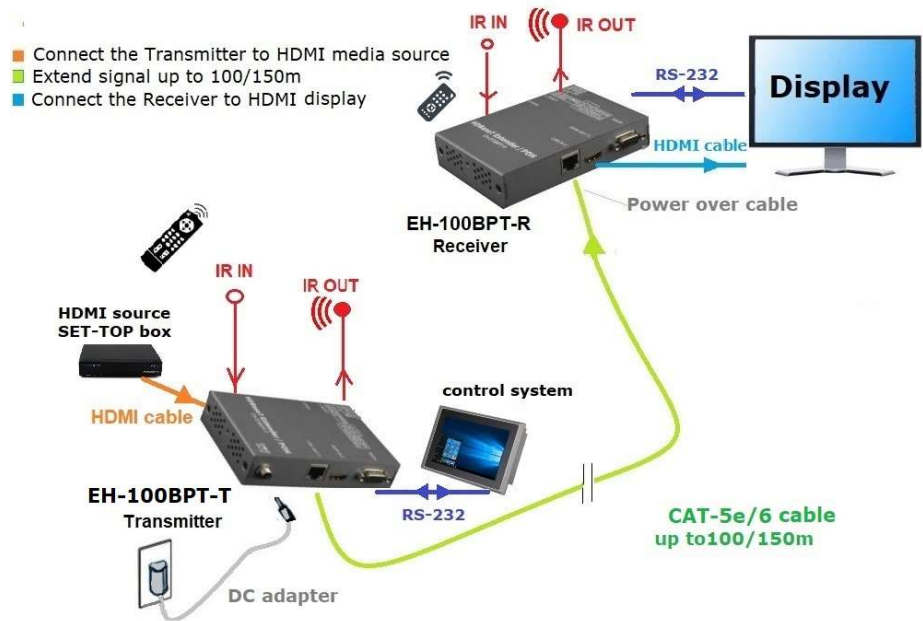 Connect the Transmitter to HDMI media source
Extend signal up to 100/150m
Connect the Receiver to HDMI display
IR IN
IR OUT
RS-232
Display
HDMI cable
Power over cable
EH-100BPT-R
Receiver
IR IN
IR OUT
HDMI source
SET-TOP box
HDMI cable
control system
EH-100BPT-T
Transmitter
RS-232
CAT-5e/6 cable
up to100/150m
DC adapter